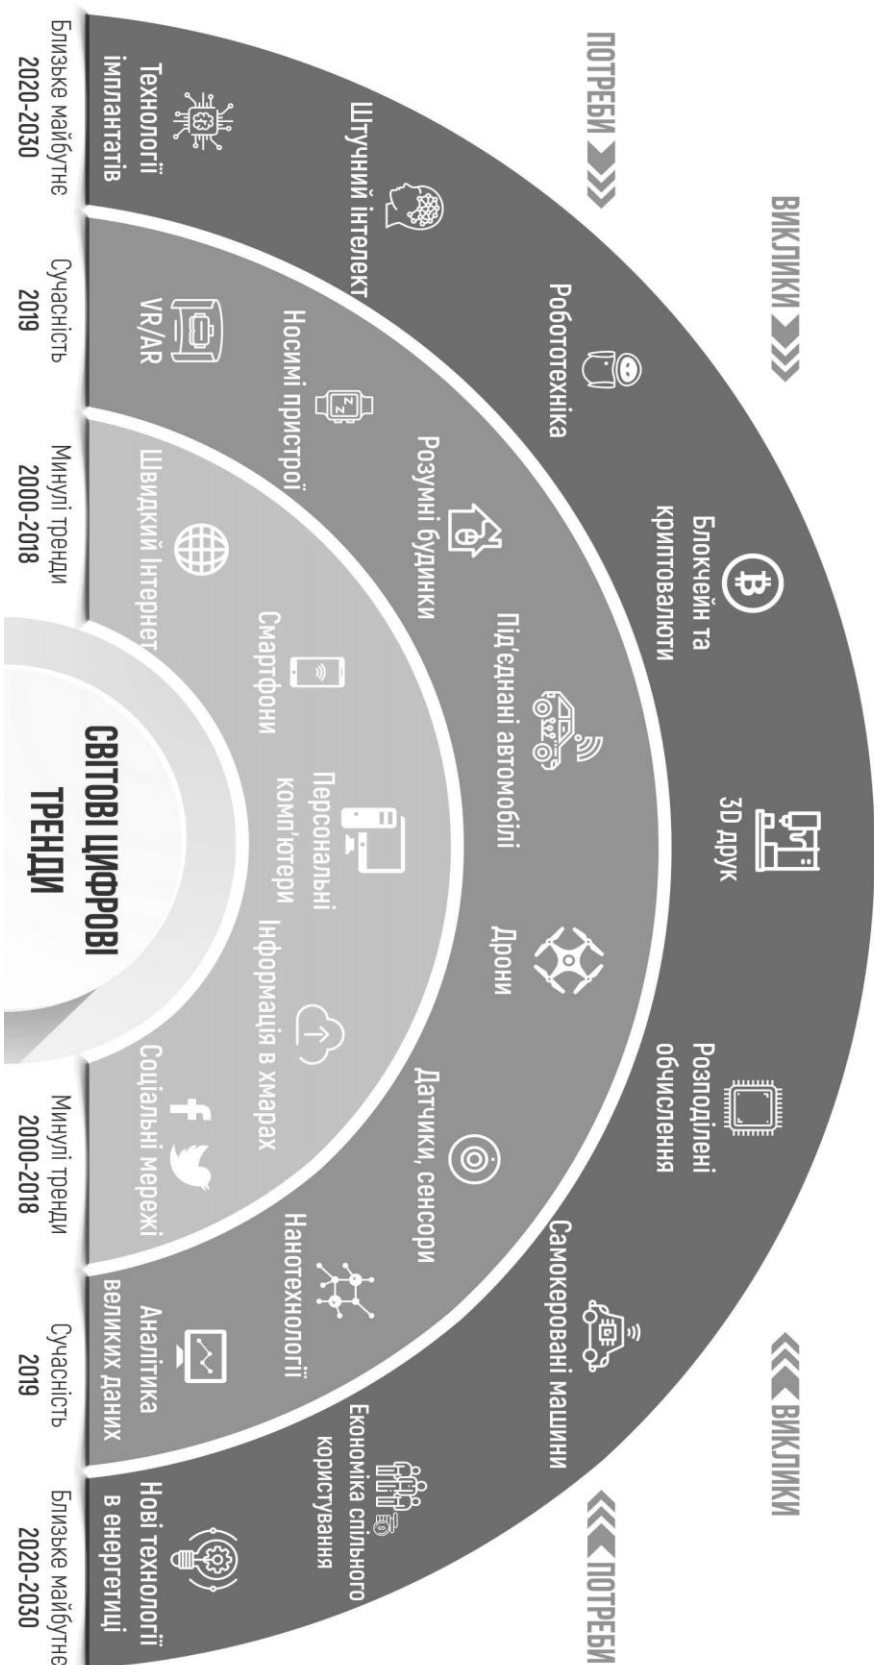 ВИКЛИКИ
ВИКЛИКИ
ПОТРЕБИ
ПОТРЕБИ
3D друк
Блокчейн та
криптовалюти
Розподілені
обчислення
Робототехніка
Самокеровані машини
Штучний інтелект
Економіка спільного
користування
Технології
імплантатів
Нові технології
в енергетиці
Під'єднані автомобілі
Дрони
Розумні будинки
Датчики, сенсори
Носимі пристрої
Нанотехнології
VR/AR
Аналітика
великих даних
Персональні
комп'ютери
Смартфони
Інформація в хмарах
Швидкий Інтернет
Соціальні мережі
СВІТОВІ ЦИФРОВІ
ТРЕНДИ
Близьке майбутнє
2020-2030
Сучасність
2019
Минулі тренди
2000-2018
Минулі тренди
2000-2018
Сучасність
2019
Близьке майбутнє
2020-2030